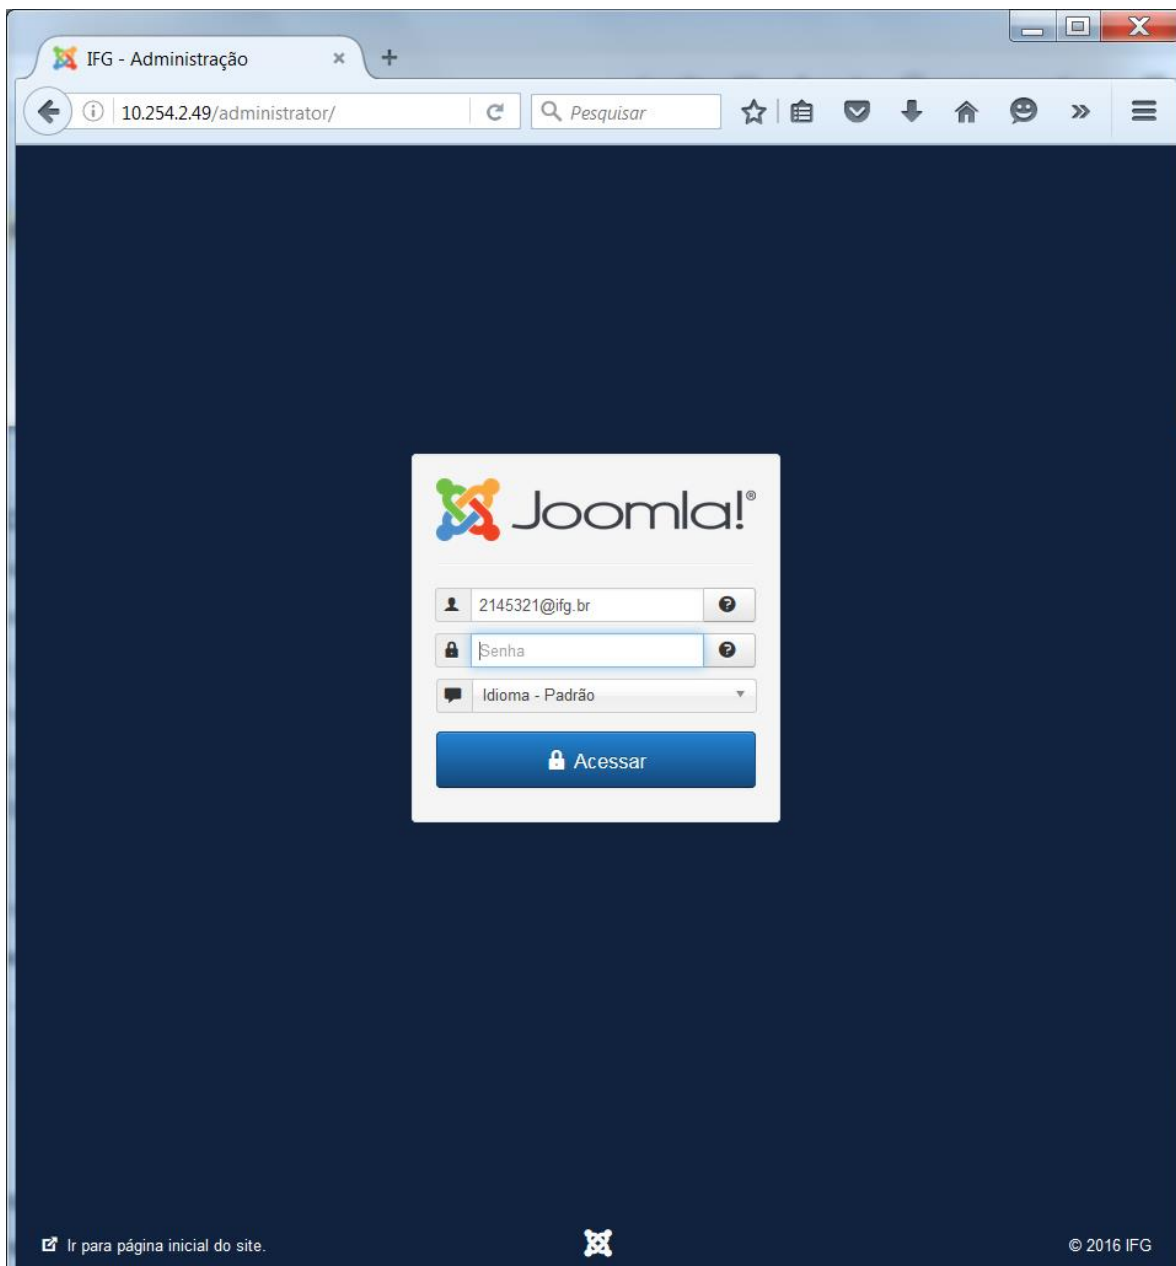 IFG - Administração
10.254.2.49/administrator/
Pesquisar
Joomla!®
2145321@ifg.br
Senha
Idioma - Padrão
Acessar
Ir para página inicial do site.
© 2016 IFG